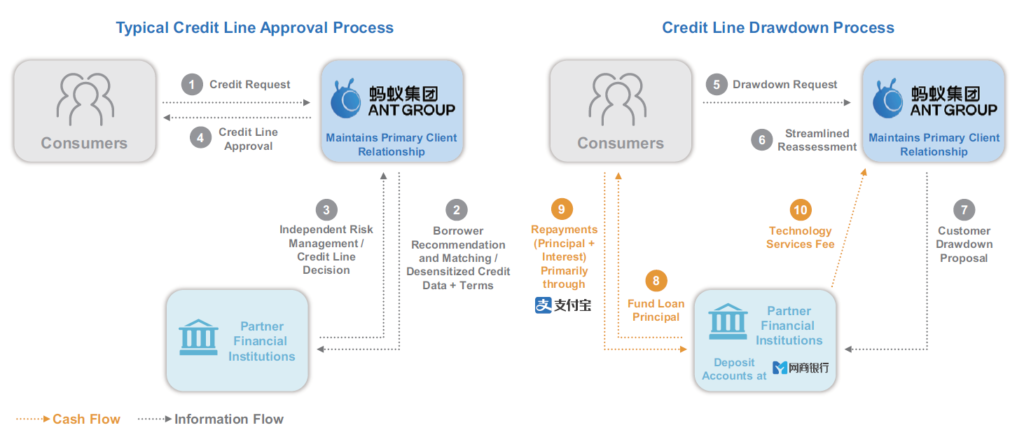 Typical Credit Line Approval Process
Consumers
1
Credit Request
4
Credit Line
Approval
蚂蚁集团
ANT GROUP
Maintains Primary Client
Relationship
3
Independent Risk
Management /
Credit Line
Decision
2
Borrower
Recommendation
and Matching /
Desensitized Credit
Data + Terms
Partner
Financial
Institutions
Credit Line Drawdown Process
Consumers
5
Drawdown Request
6
Streamlined
Reassessment
蚂蚁集团
ANT GROUP
Maintains Primary Client
Relationship
9
Repayments
(Principal +
Interest)
Primarily
through
支 支付宝
8
Fund Loan
Principal
10
Technology
Services Fee
7
Customer
Drawdown
Proposal
Partner
Financial
Institutions
Deposit
Accounts at
网商银行
Cash Flow
Information Flow